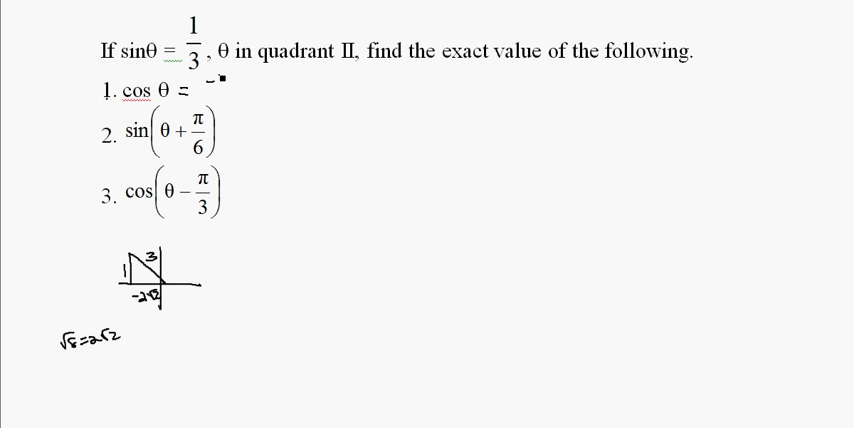 If sinθ = 1/3, θ in quadrant II, find the exact value of the following.
1. cos θ = -
2. sin(θ + π/6)
3. cos(θ − π/3)
1 3
-2√2
√8=2√2